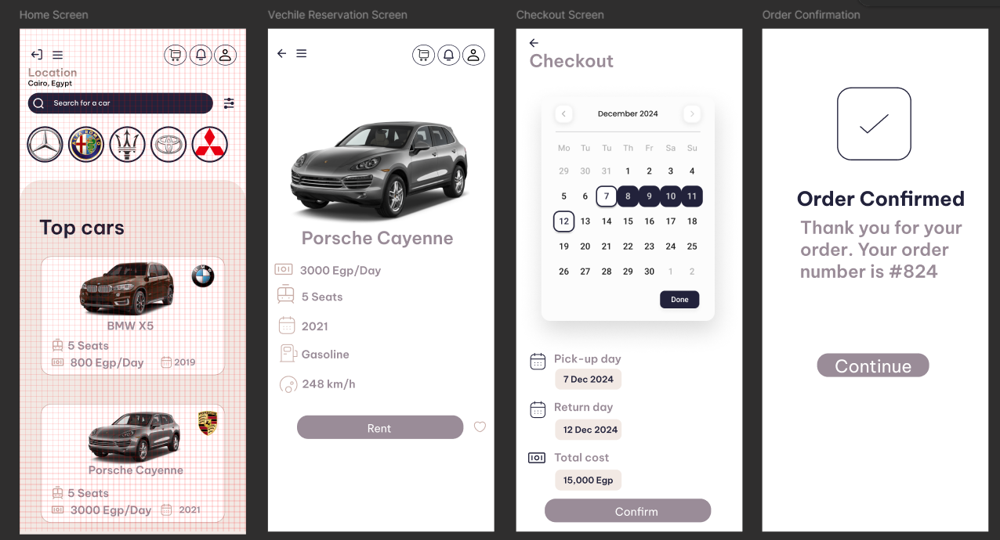 Home Screen
Location
Cairo, Egypt
Search for a car
Top cars
BMW X5
5 Seats
800 Egp/Day
2019
Porsche Cayenne
5 Seats
3000 Egp/Day
2021
Vechile Reservation Screen
Porsche Cayenne
3000 Egp/Day
5 Seats
2021
Gasoline
248 km/h
Rent
Checkout Screen
Checkout
December 2024
Mo Tu Tu Th Fr Sa Su
29 30 31 1 2 3 4
5 6 7 8 9 10 11
12 13 14 15 16 17 18
19 20 21 22 23 24 25
26 27 28 29 30 1 2
Done
Pick-up day
7 Dec 2024
Return day
12 Dec 2024
Total cost
15,000 Egp
Confirm
Order Confirmation
Order Confirmed
Thank you for your
order. Your order
number is #824
Continue